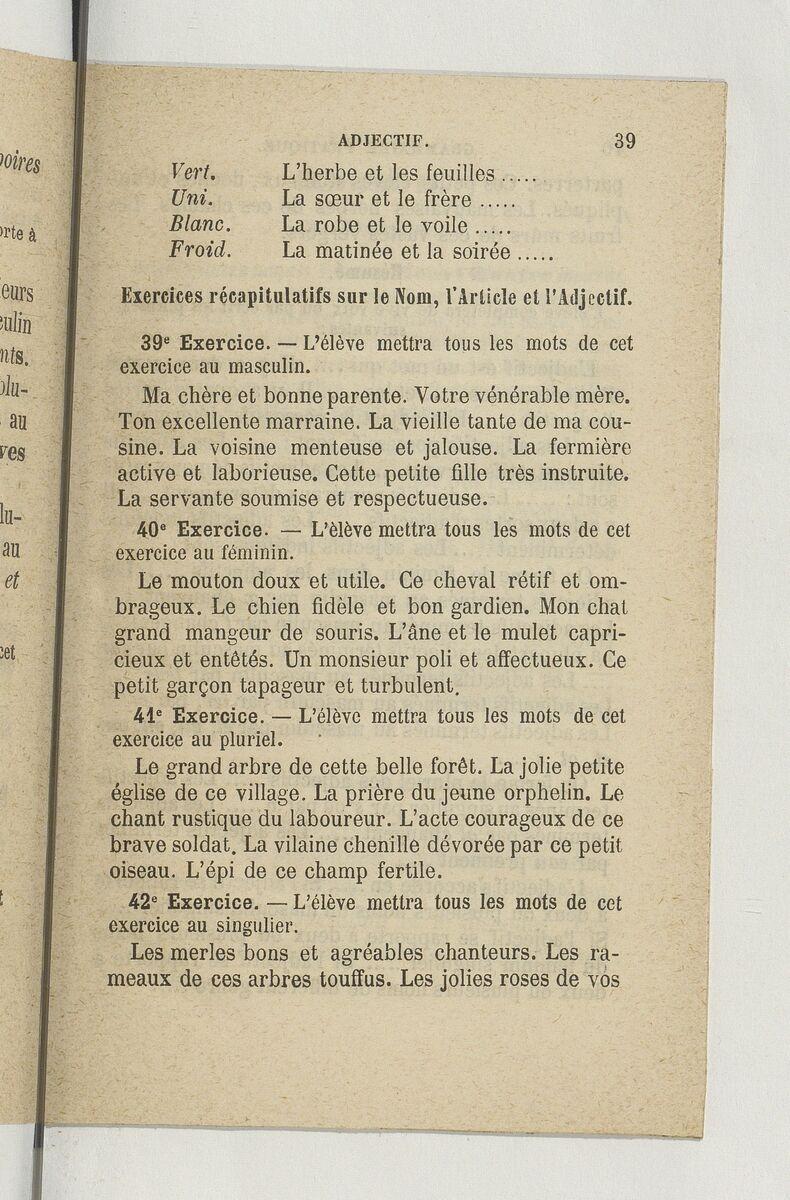 ADJECTIF. 39
Vert. L'herbe et les feuilles .....
Uni. La sœur et le frère .....
Blanc. La robe et le voile .....
Froid. La matinée et la soirée .....
Exercices récapitulatifs sur le Nom, l'Article et l'Adjectif.
39e Exercice. — L'élève mettra tous les mots de cet
exercice au masculin.
Ma chère et bonne parente. Votre vénérable mère.
Ton excellente marraine. La vieille tante de ma cou-
sine. La voisine menteuse et jalouse. La fermière
active et laborieuse. Cette petite fille très instruite.
La servante soumise et respectueuse.
40e Exercice. — L'èlève mettra tous les mots de cet
exercice au féminin.
Le mouton doux et utile. Ce cheval rétif et om-
brageux. Le chien fidèle et bon gardien. Mon chat
grand mangeur de souris. L'âne et le mulet capri-
cieux et entêtés. Un monsieur poli et affectueux. Ce
petit garçon tapageur et turbulent.
41e Exercice. — L'élève mettra tous les mots de cet
exercice au pluriel.
Le grand arbre de cette belle forêt. La jolie petite
église de ce village. La prière du jeune orphelin. Le
chant rustique du laboureur. L'acte courageux de ce
brave soldat. La vilaine chenille dévorée par ce petit
oiseau. L'épi de ce champ fertile.
42e Exercice. — L'élève mettra tous les mots de cet
exercice au singulier.
Les merles bons et agréables chanteurs. Les ra-
meaux de ces arbres touffus. Les jolies roses de vos